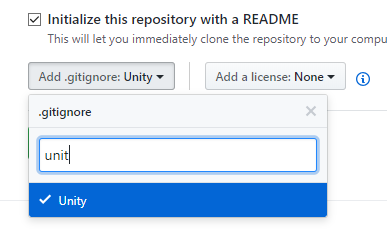 Initialize this repository with a README
This will let you immediately clone the repository to your compu
Add .gitignore: Unity
Add a license: None
.gitignore
unit
Unity